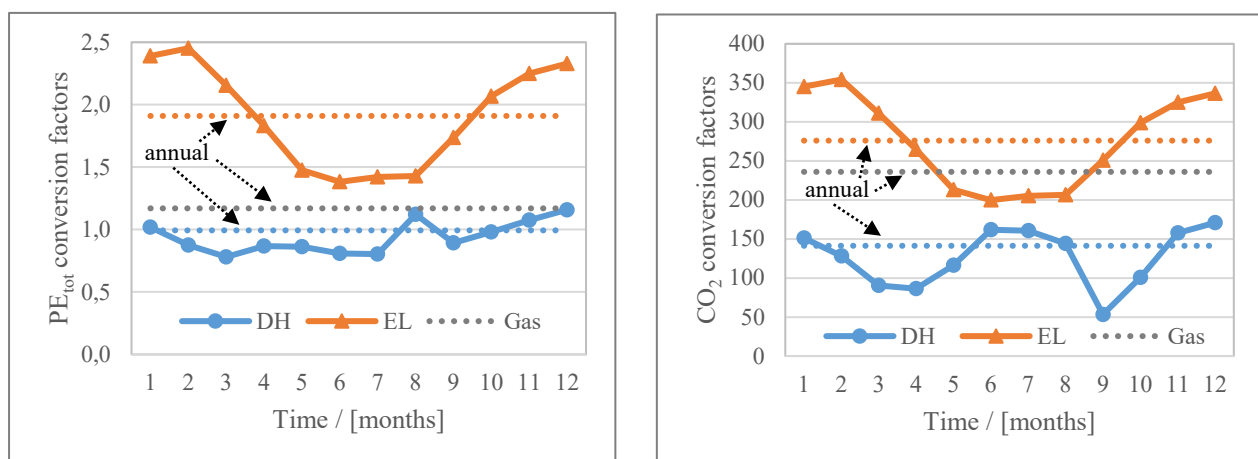 PE_tot conversion factors
2,5
2,0
1,5
1,0
0,5
0,0
annual
DH EL Gas
1 2 3 4 5 6 7 8 9 10 11 12
Time / [months]
CO₂ conversion factors
400
350
300
250
200
150
100
50
0
annual
DH EL Gas
1 2 3 4 5 6 7 8 9 10 11 12
Time / [months]